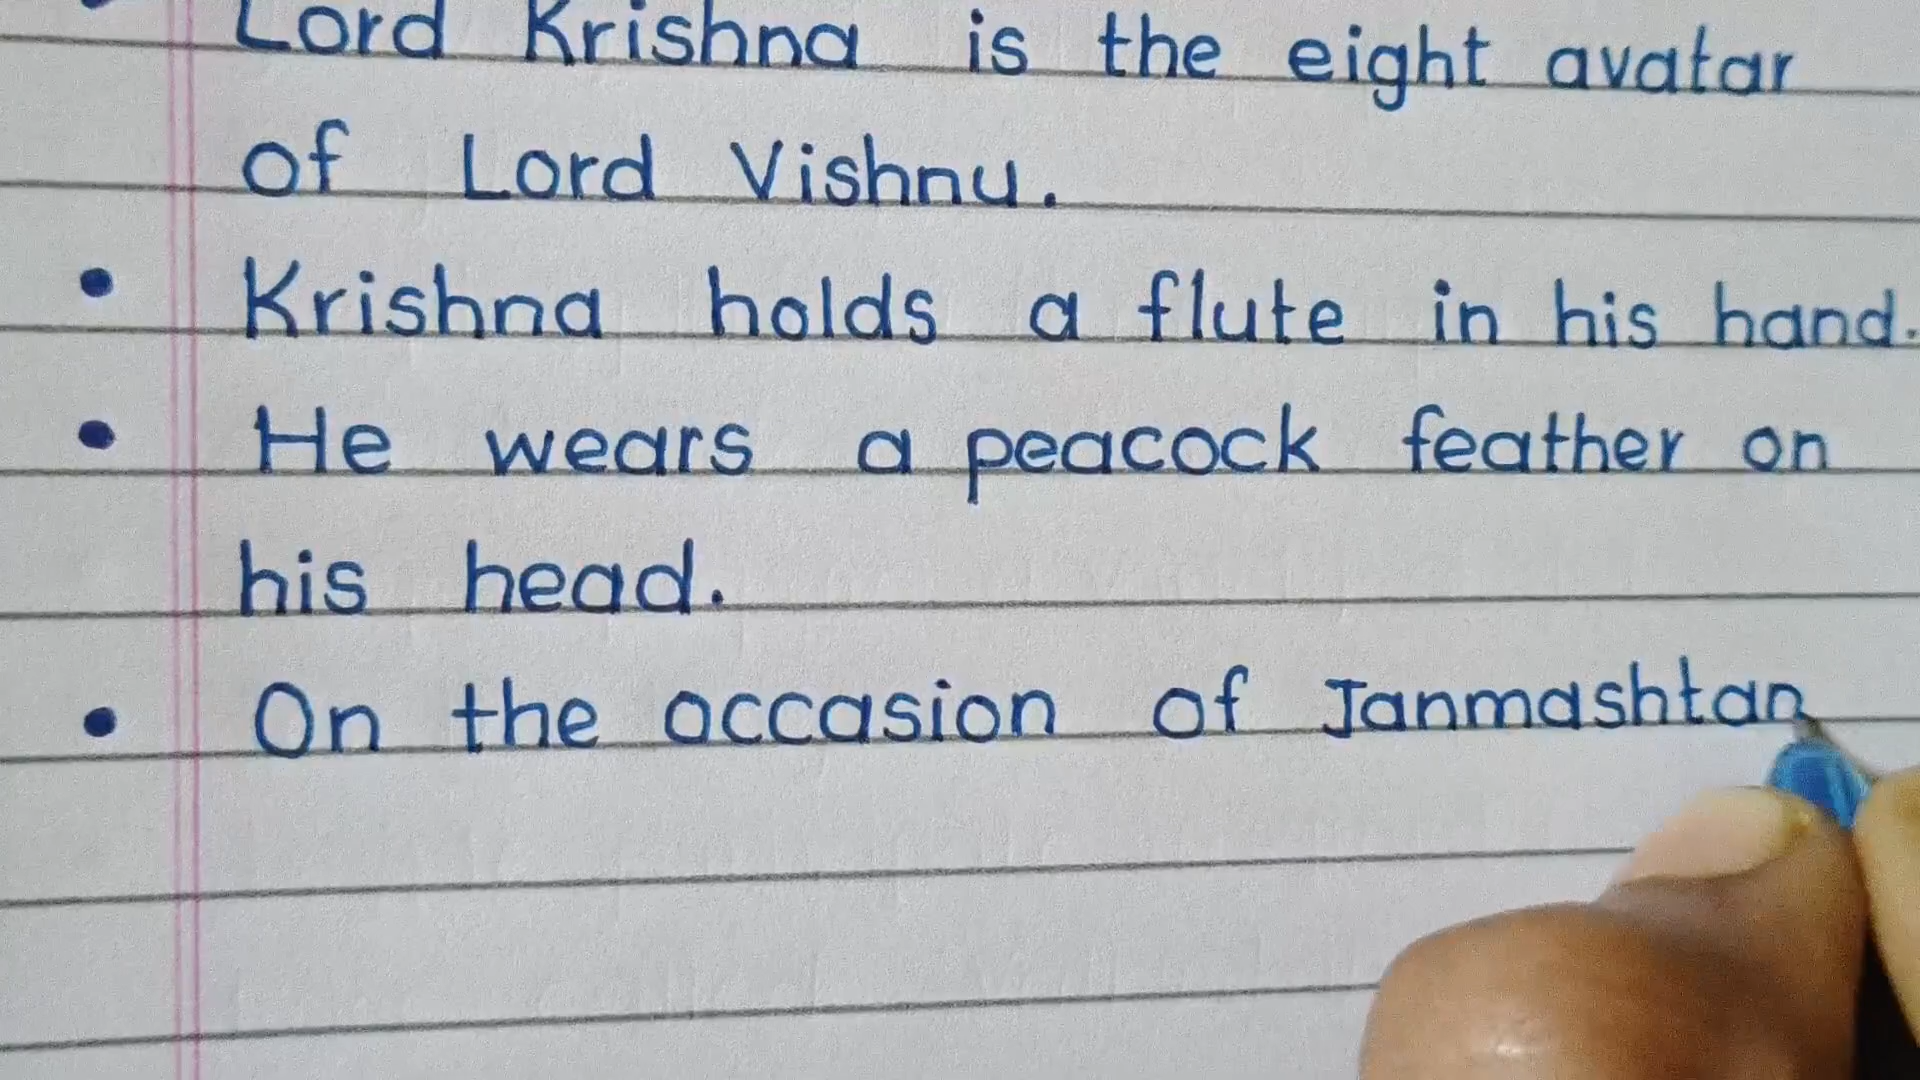 • Lord Krishna is the eight avatar
of Lord Vishnu.
• Krishna holds a flute in his hand.
• He wears a peacock feather on
his head.
• On the occasion of Janmashtan